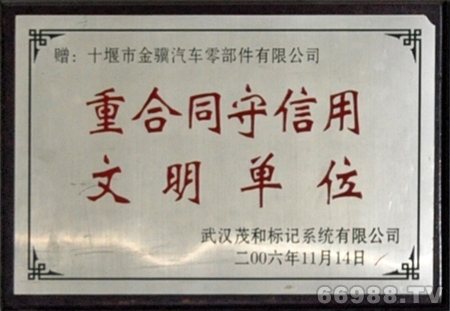 赠：十堰市金骥汽车零部件有限公司
重合同守信用
文明单位
武汉茂和标记系统有限公司
二00六年11月14日
66988.TV